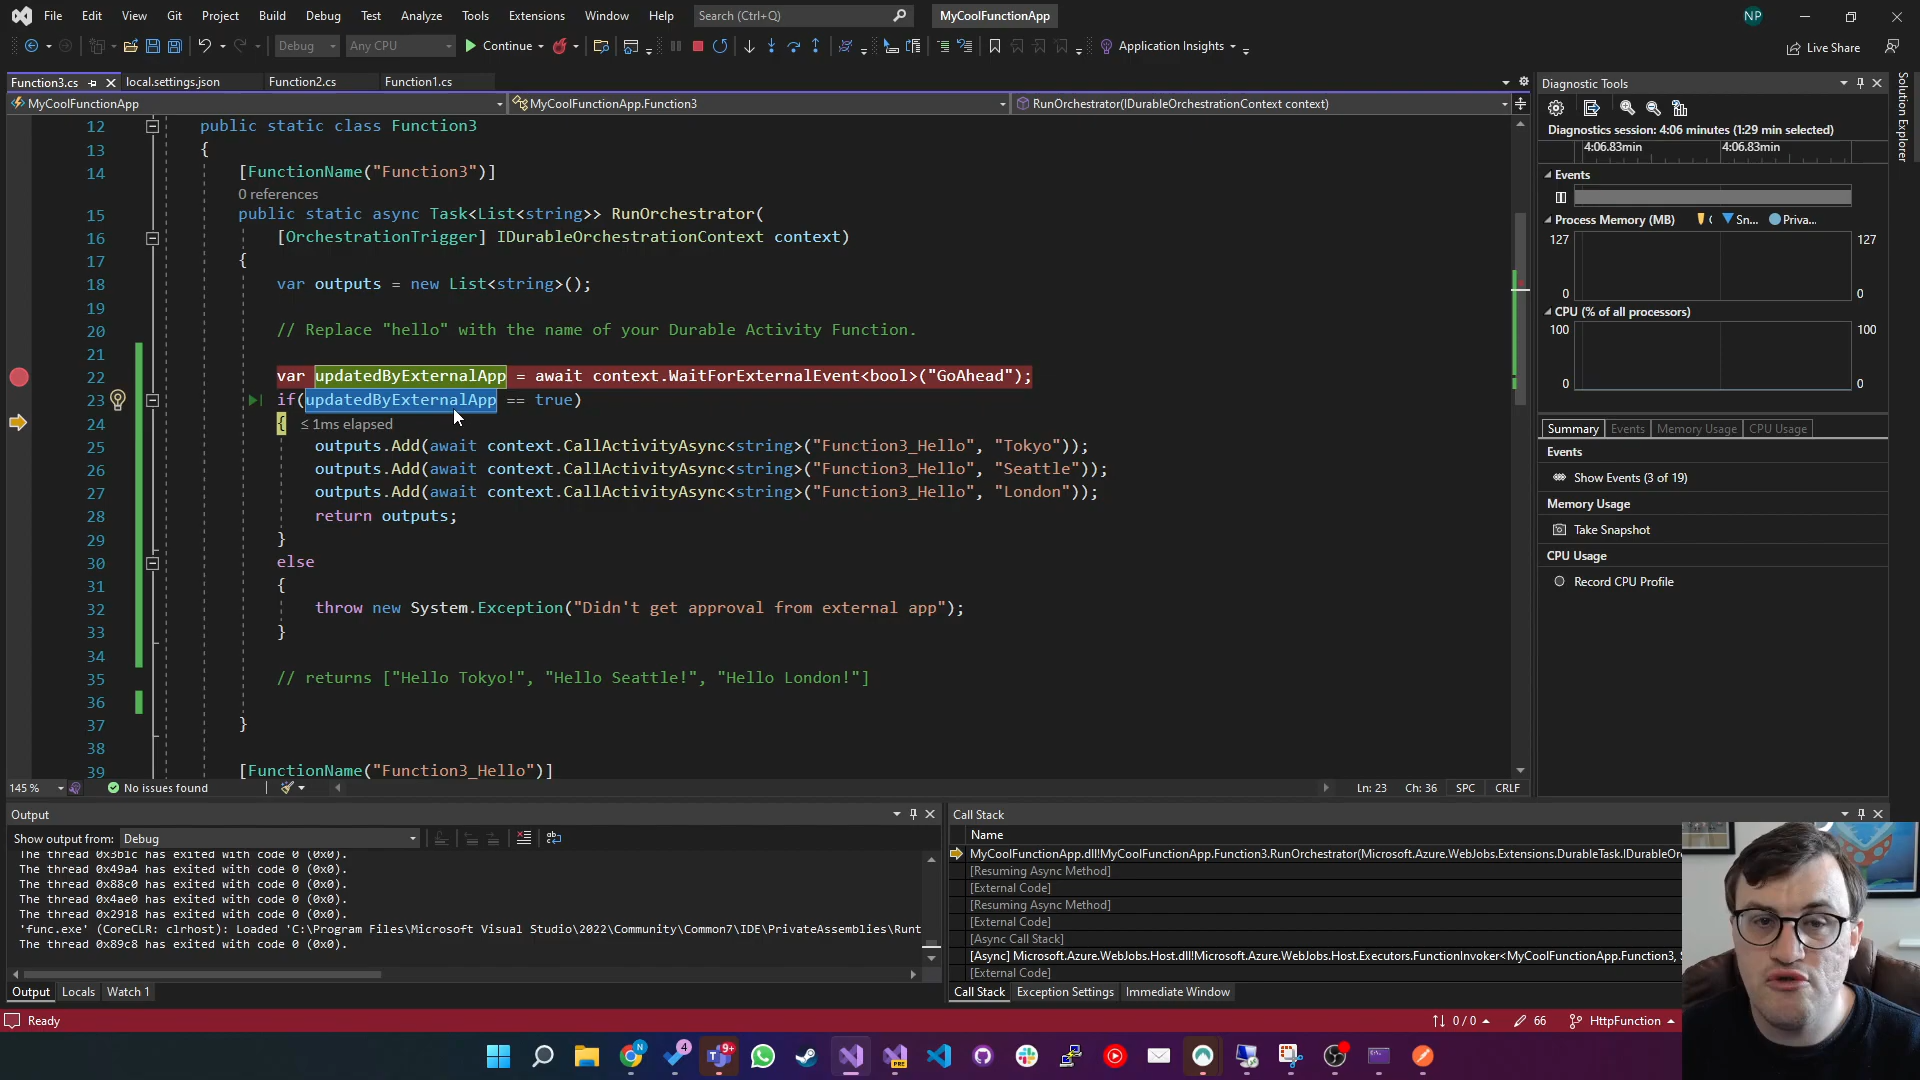 File Edit View Git Project Build Debug Test Analyze Tools Extensions Window Help Search (Ctrl+Q) MyCoolFunctionApp NP
Debug Any CPU Continue Application Insights Live Share
Function3.cs local.settings.json Function2.cs Function1.cs
MyCoolFunctionApp MyCoolFunctionApp.Function3 RunOrchestrator(IDurableOrchestrationContext context)
12 public static class Function3
13 {
14 [FunctionName("Function3")]
0 references
15 public static async Task<List<string>> RunOrchestrator(
16 [OrchestrationTrigger] IDurableOrchestrationContext context)
17 {
18 var outputs = new List<string>();
19
20 // Replace "hello" with the name of your Durable Activity Function.
21
22 var updatedByExternalApp = await context.WaitForExternalEvent<bool>("GoAhead");
23 if(updatedByExternalApp == true)
24 { ≤ 1ms elapsed
25 outputs.Add(await context.CallActivityAsync<string>("Function3_Hello", "Tokyo"));
26 outputs.Add(await context.CallActivityAsync<string>("Function3_Hello", "Seattle"));
27 outputs.Add(await context.CallActivityAsync<string>("Function3_Hello", "London"));
28 return outputs;
29 }
30 else
31 {
32 throw new System.Exception("Didn't get approval from external app");
33 }
34
35 // returns ["Hello Tokyo!", "Hello Seattle!", "Hello London!"]
36
37 }
38
39 [FunctionName("Function3_Hello")]
145 % No issues found Ln: 23 Ch: 36 SPC CRLF
Diagnostic Tools
Diagnostics session: 4:06 minutes (1:29 min selected)
4:06.83min 4:06.83min
Events
Process Memory (MB) Sn... Priva...
127 127
0 0
CPU (% of all processors)
100 100
0 0
Summary Events Memory Usage CPU Usage
Events
Show Events (3 of 19)
Memory Usage
Take Snapshot
CPU Usage
Record CPU Profile
Solution Explorer
Output
Show output from: Debug
The thread 0x3b1c has exited with code 0 (0x0).
The thread 0x49a4 has exited with code 0 (0x0).
The thread 0x88c0 has exited with code 0 (0x0).
The thread 0x4ae0 has exited with code 0 (0x0).
The thread 0x2918 has exited with code 0 (0x0).
'func.exe' (CoreCLR: clrhost): Loaded 'C:\Program Files\Microsoft Visual Studio\2022\Community\Common7\IDE\PrivateAssemblies\Runt
The thread 0x89c8 has exited with code 0 (0x0).
Output Locals Watch 1
Call Stack
Name
MyCoolFunctionApp.dll!MyCoolFunctionApp.Function3.RunOrchestrator(Microsoft.Azure.WebJobs.Extensions.DurableTask.IDurableOrc
[Resuming Async Method]
[External Code]
[Resuming Async Method]
[External Code]
[Async Call Stack]
[Async] Microsoft.Azure.WebJobs.Host.dll!Microsoft.Azure.WebJobs.Host.Executors.FunctionInvoker<MyCoolFunctionApp.Function3,
[External Code]
Call Stack Exception Settings Immediate Window
Ready 0 / 0 66 HttpFunction
N 4 9+ PRE